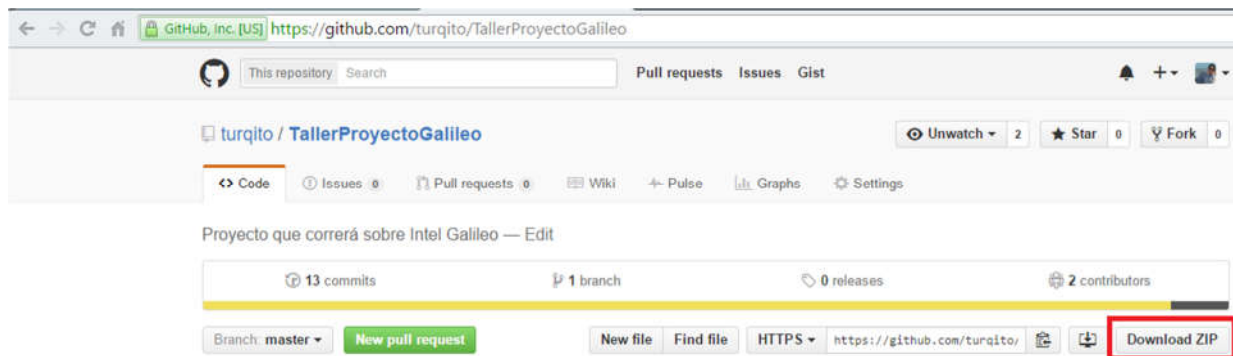 GitHub, Inc. [US] https://github.com/turqito/TallerProyectoGalileo
This repository Search Pull requests Issues Gist
turqito / TallerProyectoGalileo Unwatch 2 Star 0 Fork 0
Code Issues 0 Pull requests 0 Wiki Pulse Graphs Settings
Proyecto que correrá sobre Intel Galileo — Edit
13 commits 1 branch 0 releases 2 contributors
Branch: master New pull request New file Find file HTTPS https://github.com/turqito/ Download ZIP